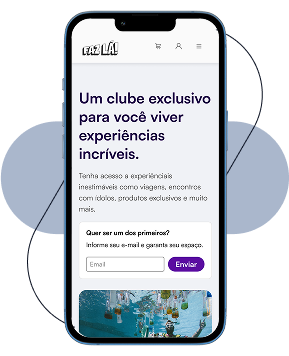 FAZ LÁ!
Um clube exclusivo
para você viver
experiências
incríveis.
Tenha acesso a experiênciais
inestimáveis como viagens, encontros
com ídolos, produtos exclusivos e muito
mais.
Quer ser um dos primeiros?
Informe seu e-mail e garanta seu espaço.
Email
Enviar